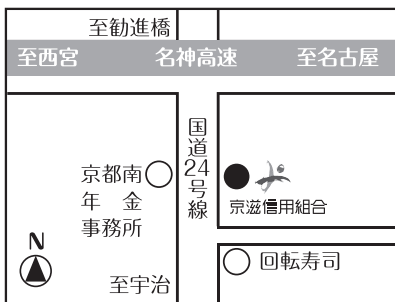 至勧進橋
至西宮 名神高速 至名古屋
国道24号線
京都南
年金
事務所
京滋信用組合
N
回転寿司
至宇治